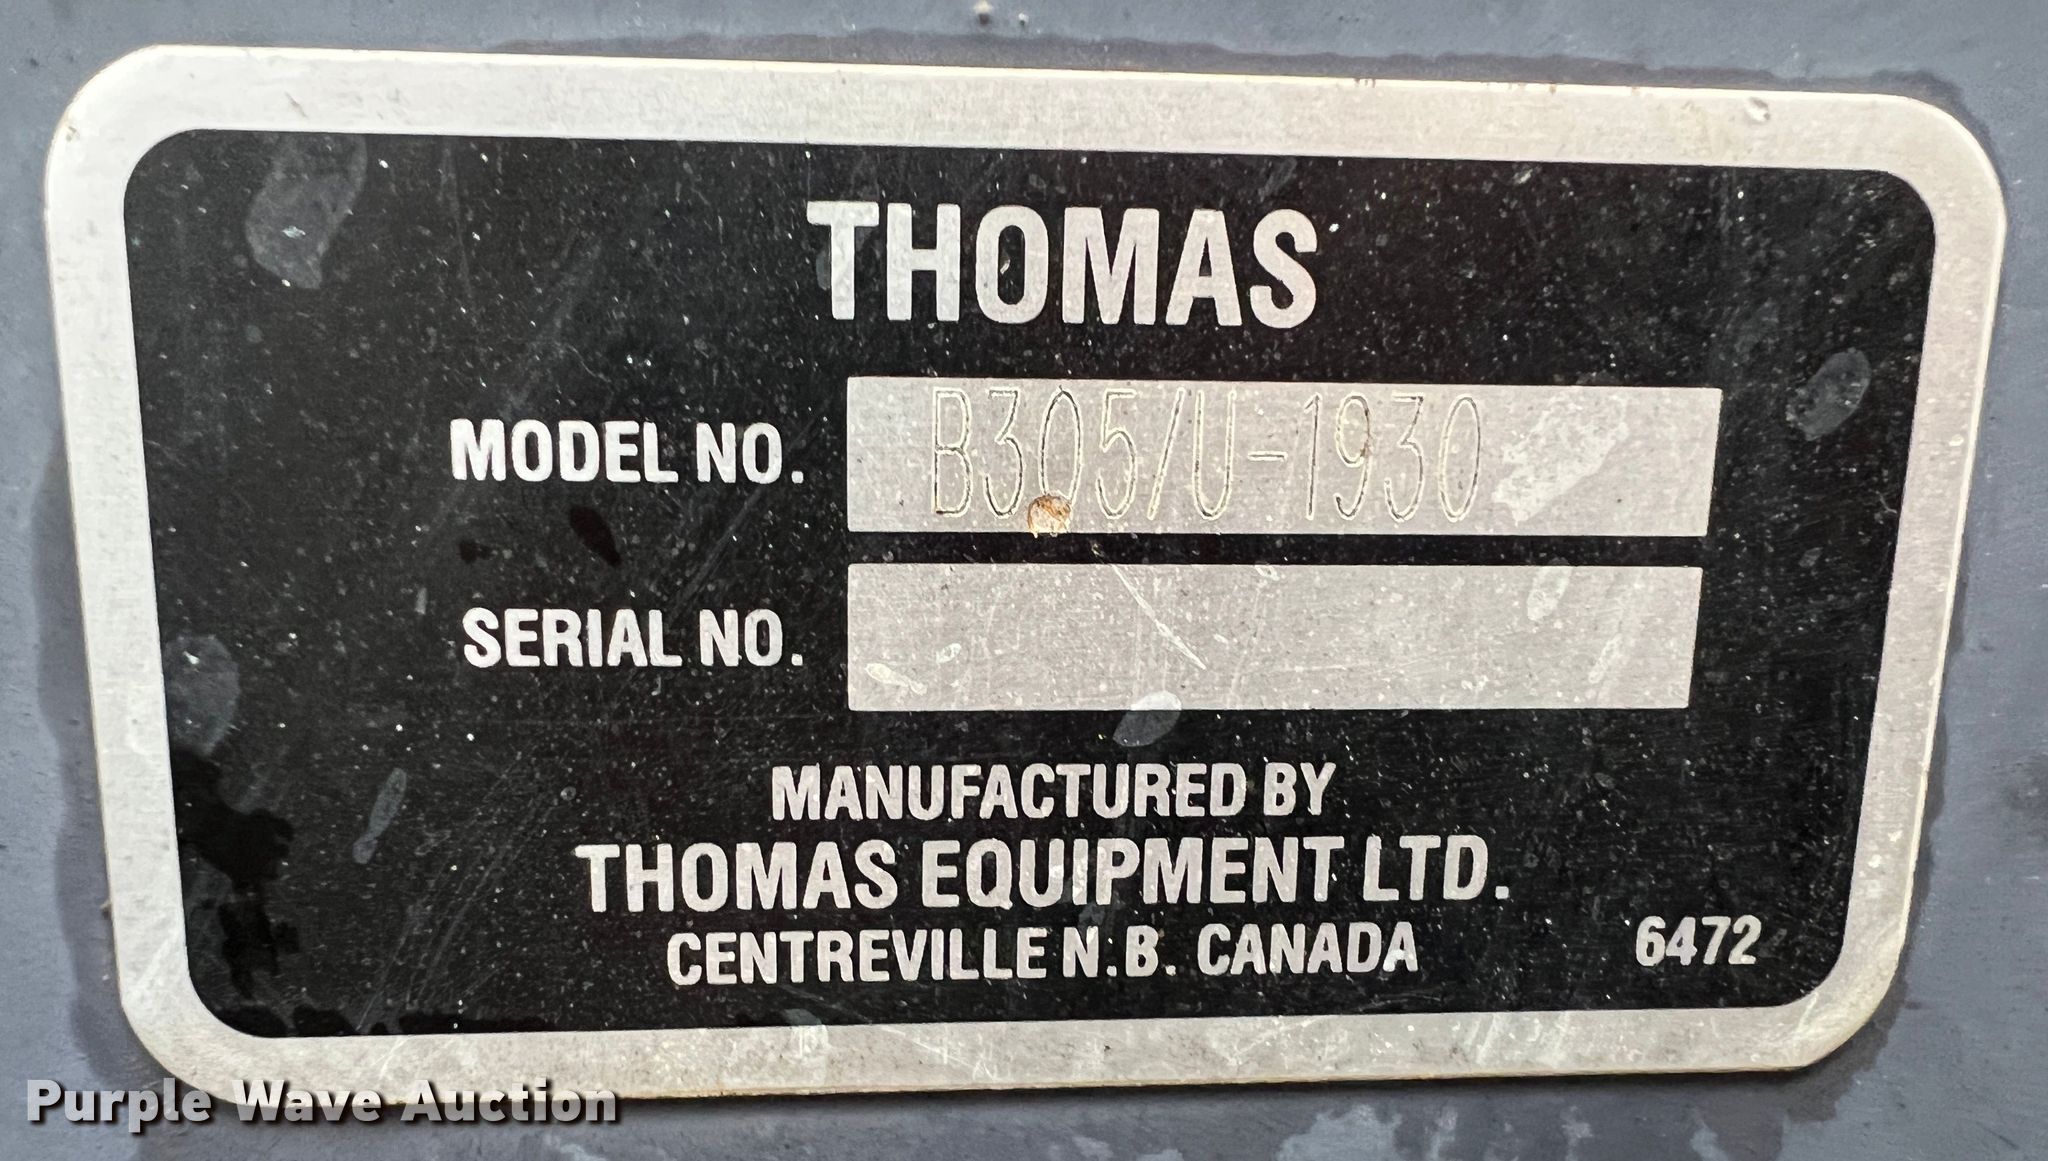 THOMAS
MODEL NO. B305/U-1930
SERIAL NO.
MANUFACTURED BY
THOMAS EQUIPMENT LTD.
CENTREVILLE N.B. CANADA 6472
Purple Wave Auction